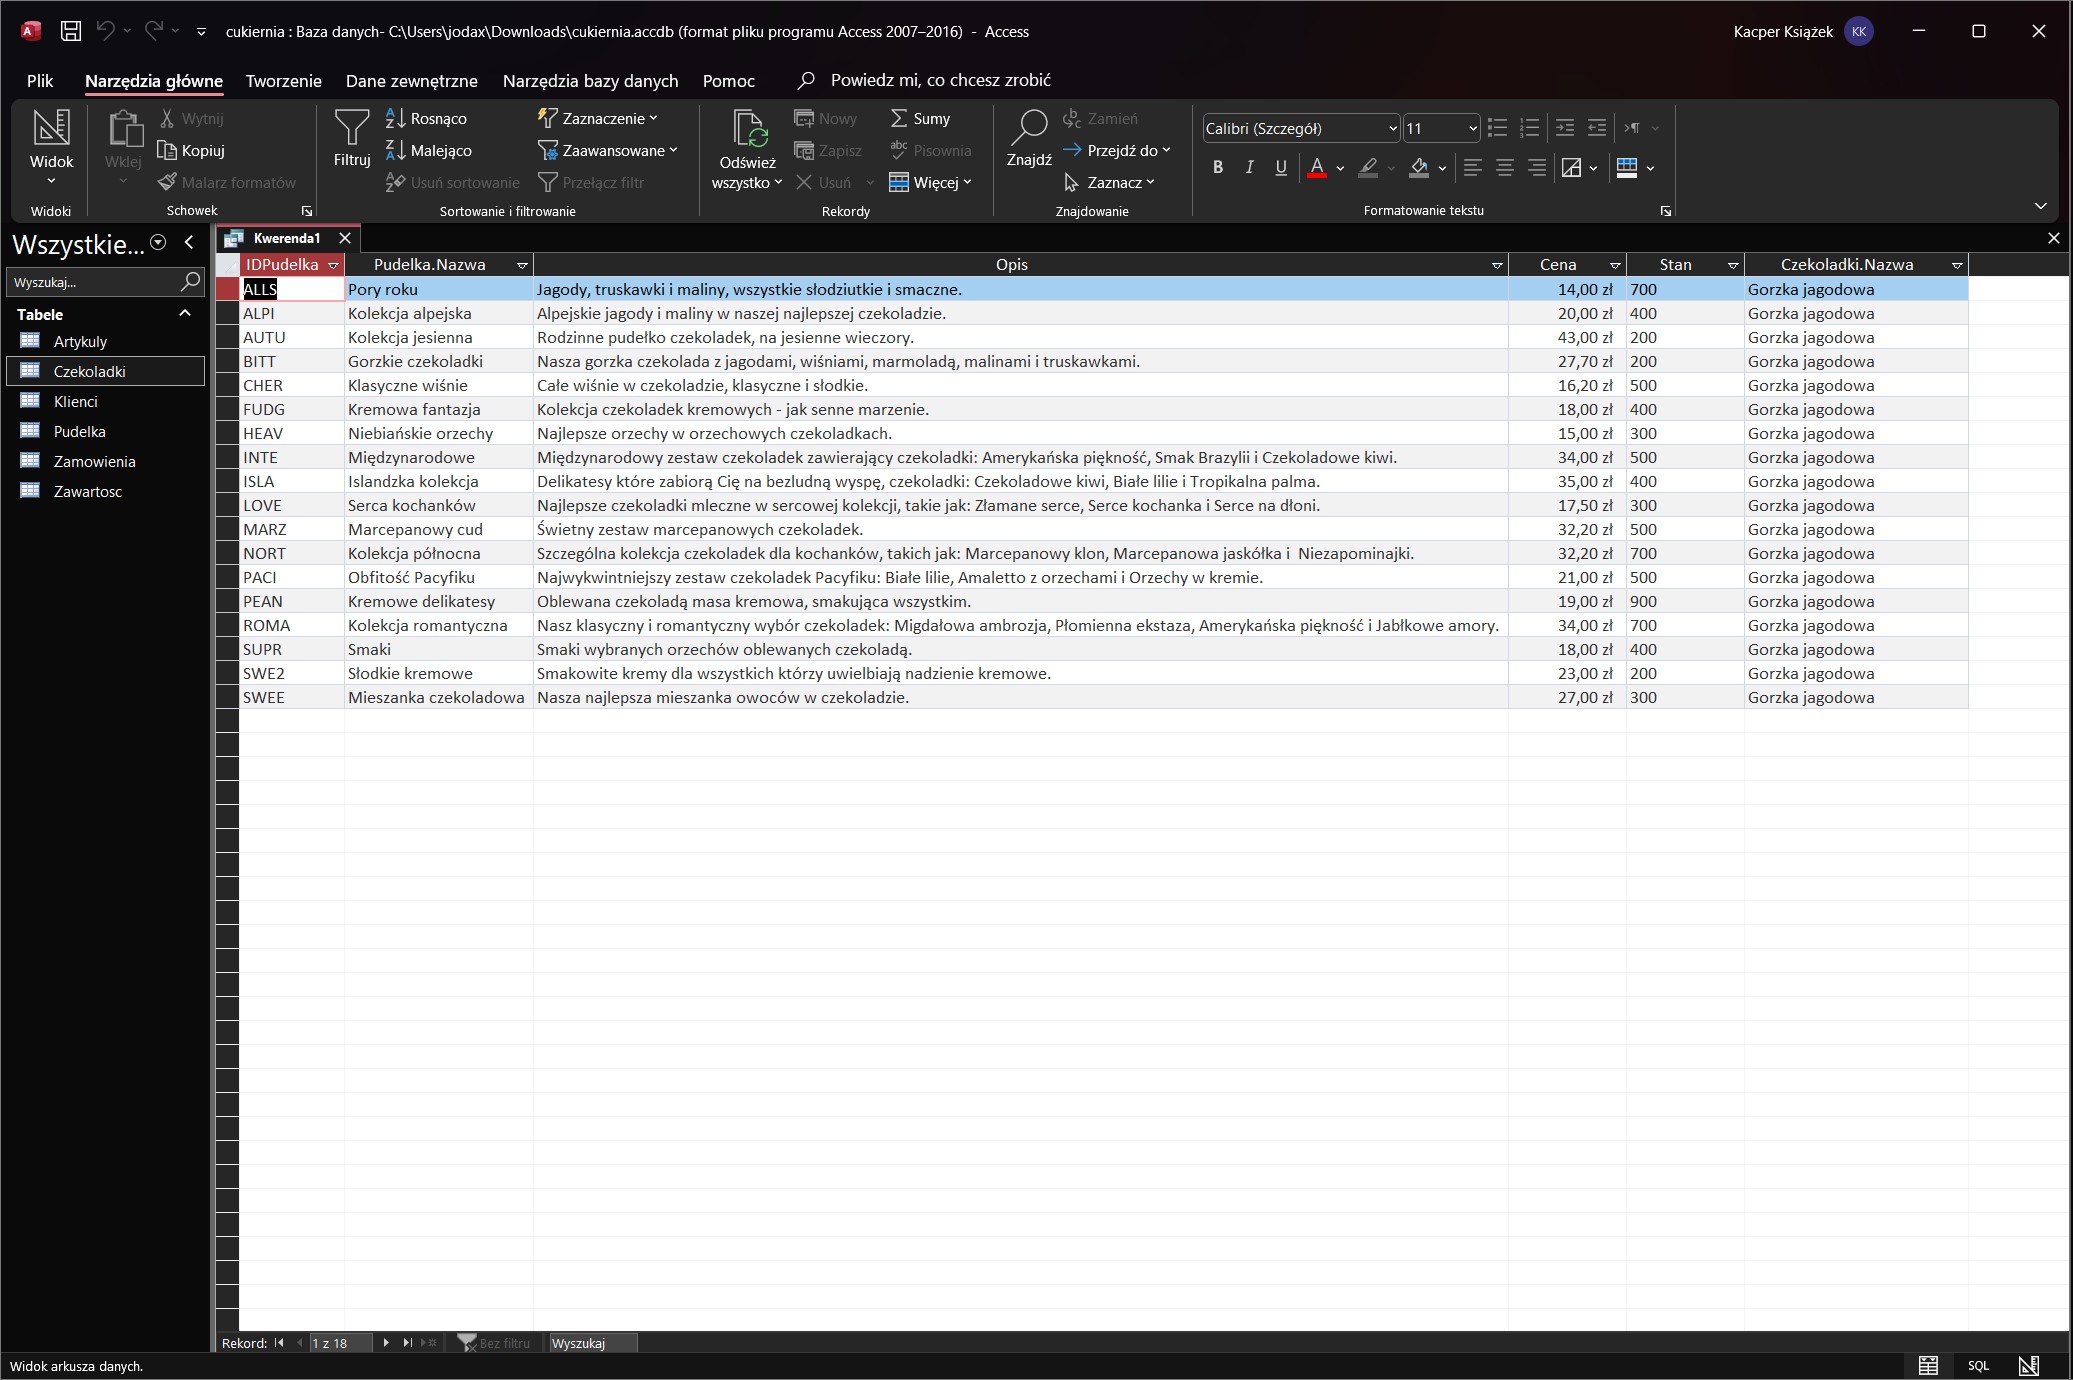 cukiernia : Baza danych- C:\Users\jodax\Downloads\cukiernia.accdb (format pliku programu Access 2007–2016) - Access
Kacper Książek KK
Plik Narzędzia główne Tworzenie Dane zewnętrzne Narzędzia bazy danych Pomoc Powiedz mi, co chcesz zrobić
Widok
Widoki
Wklej
Wytnij
Kopiuj
Malarz formatów
Schowek
Filtruj
Rosnąco
Malejąco
Usuń sortowanie
Zaznaczenie
Zaawansowane
Przełącz filtr
Sortowanie i filtrowanie
Odśwież
wszystko
Nowy
Zapisz
Usuń
Sumy
Pisownia
Więcej
Rekordy
Znajdź
Zamień
Przejdź do
Zaznacz
Znajdowanie
Calibri (Szczegół) 11
B I U A
Formatowanie tekstu
Wszystkie...
Wyszukaj...
Tabele
Artykuly
Czekoladki
Klienci
Pudelka
Zamowienia
Zawartosc
Kwerenda1
IDPudelka Pudelka.Nazwa Opis Cena Stan Czekoladki.Nazwa
ALLS Pory roku Jagody, truskawki i maliny, wszystkie słodziutkie i smaczne. 14,00 zł 700 Gorzka jagodowa
ALPI Kolekcja alpejska Alpejskie jagody i maliny w naszej najlepszej czekoladzie. 20,00 zł 400 Gorzka jagodowa
AUTU Kolekcja jesienna Rodzinne pudełko czekoladek, na jesienne wieczory. 43,00 zł 200 Gorzka jagodowa
BITT Gorzkie czekoladki Nasza gorzka czekolada z jagodami, wiśniami, marmoladą, malinami i truskawkami. 27,70 zł 200 Gorzka jagodowa
CHER Klasyczne wiśnie Całe wiśnie w czekoladzie, klasyczne i słodkie. 16,20 zł 500 Gorzka jagodowa
FUDG Kremowa fantazja Kolekcja czekoladek kremowych - jak senne marzenie. 18,00 zł 400 Gorzka jagodowa
HEAV Niebiańskie orzechy Najlepsze orzechy w orzechowych czekoladkach. 15,00 zł 300 Gorzka jagodowa
INTE Międzynarodowe Międzynarodowy zestaw czekoladek zawierający czekoladki: Amerykańska piękność, Smak Brazylii i Czekoladowe kiwi. 34,00 zł 500 Gorzka jagodowa
ISLA Islandzka kolekcja Delikatesy które zabiorą Cię na bezludną wyspę, czekoladki: Czekoladowe kiwi, Białe lilie i Tropikalna palma. 35,00 zł 400 Gorzka jagodowa
LOVE Serca kochanków Najlepsze czekoladki mleczne w sercowej kolekcji, takie jak: Złamane serce, Serce kochanka i Serce na dłoni. 17,50 zł 300 Gorzka jagodowa
MARZ Marcepanowy cud Świetny zestaw marcepanowych czekoladek. 32,20 zł 500 Gorzka jagodowa
NORT Kolekcja północna Szczególna kolekcja czekoladek dla kochanków, takich jak: Marcepanowy klon, Marcepanowa jaskółka i Niezapominajki. 32,20 zł 700 Gorzka jagodowa
PACI Obfitość Pacyfiku Najwykwintniejszy zestaw czekoladek Pacyfiku: Białe lilie, Amaletto z orzechami i Orzechy w kremie. 21,00 zł 500 Gorzka jagodowa
PEAN Kremowe delikatesy Oblewana czekoladą masa kremowa, smakująca wszystkim. 19,00 zł 900 Gorzka jagodowa
ROMA Kolekcja romantyczna Nasz klasyczny i romantyczny wybór czekoladek: Migdałowa ambrozja, Płomienna ekstaza, Amerykańska piękność i Jabłkowe amory. 34,00 zł 700 Gorzka jagodowa
SUPR Smaki Smaki wybranych orzechów oblewanych czekoladą. 18,00 zł 400 Gorzka jagodowa
SWE2 Słodkie kremowe Smakowite kremy dla wszystkich którzy uwielbiają nadzienie kremowe. 23,00 zł 200 Gorzka jagodowa
SWEE Mieszanka czekoladowa Nasza najlepsza mieszanka owoców w czekoladzie. 27,00 zł 300 Gorzka jagodowa
Rekord: 1 z 18 Bez filtru Wyszukaj
Widok arkusza danych. SQL